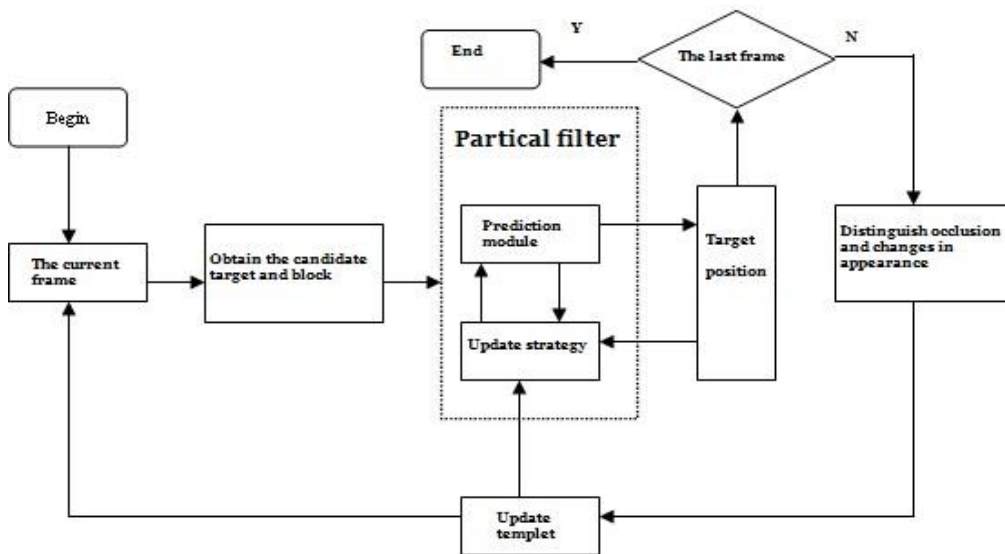 Y
N
End
The last frame
Begin
Partical filter
Prediction
module
Target
position
Distinguish occlusion
and changes in
appearance
The current
frame
Obtain the candidate
target and block
Update strategy
Update
templet